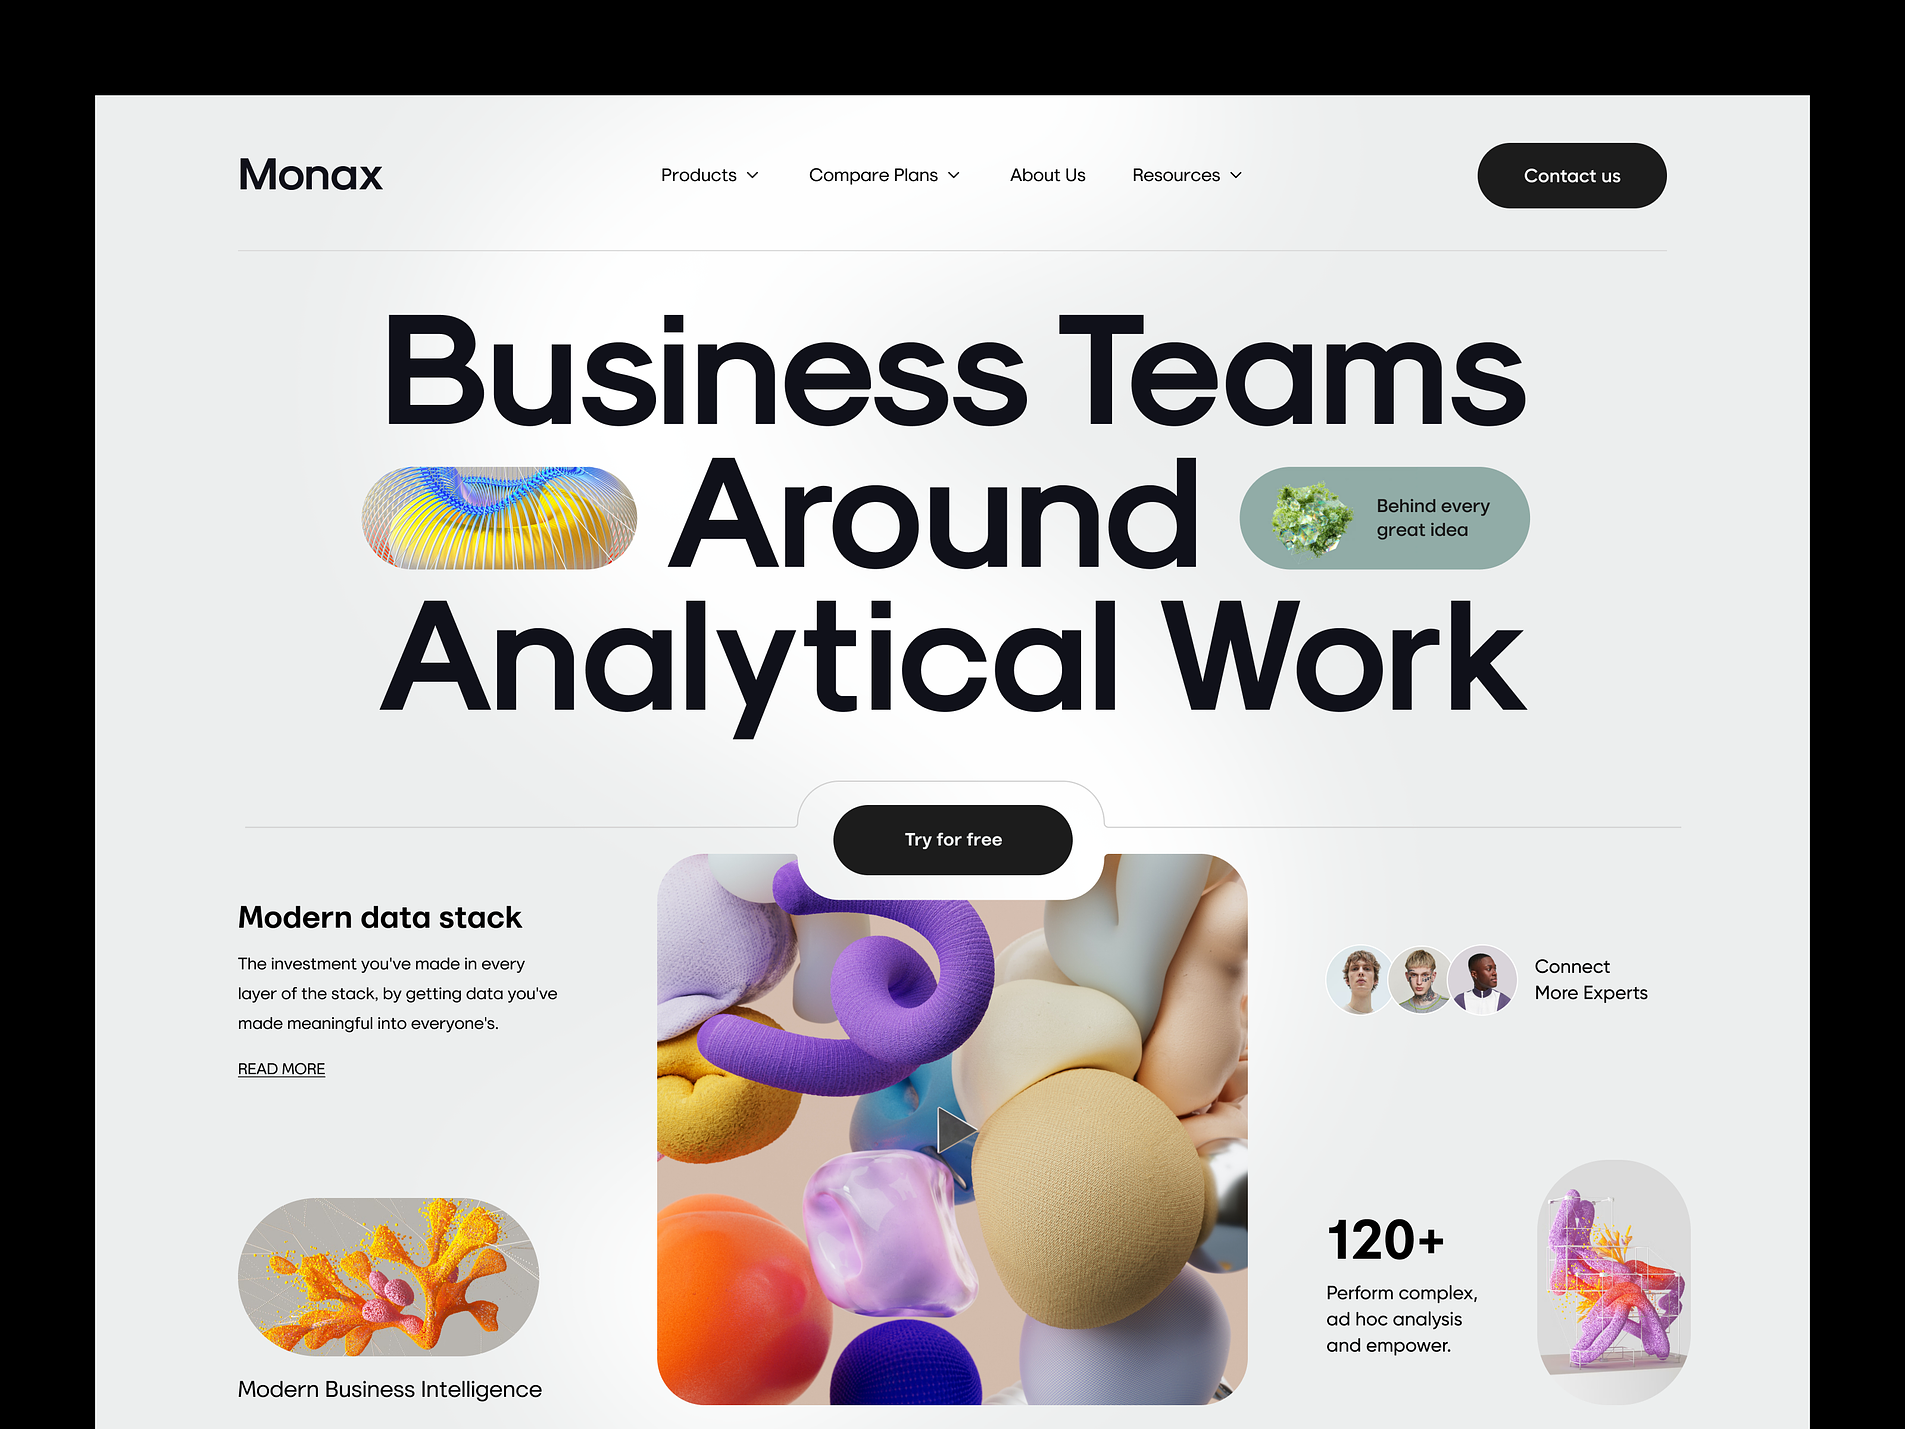 Monax
Products
Compare Plans
About Us
Resources
Contact us
Business Teams
Around
Behind every
great idea
Analytical Work
Try for free
Modern data stack
The investment you've made in every
layer of the stack, by getting data you've
made meaningful into everyone's.
READ MORE
Connect
More Experts
120+
Perform complex,
ad hoc analysis
and empower.
Modern Business Intelligence